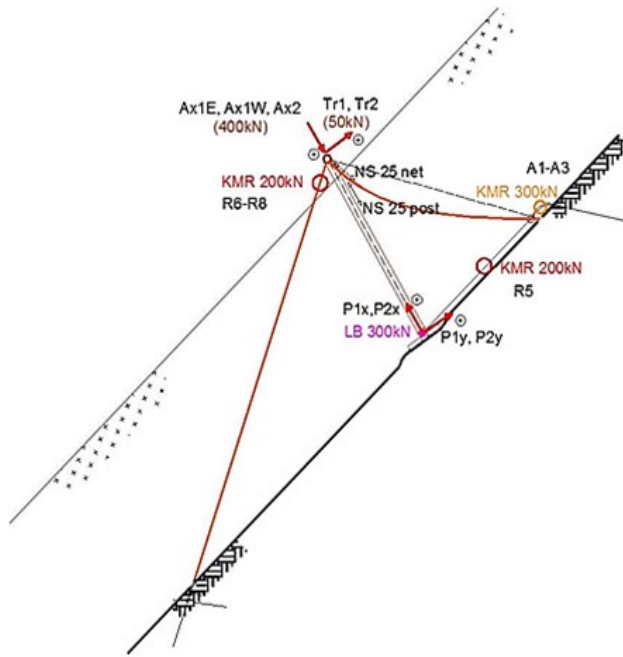 Ax1E, Ax1W, Ax2
(400kN)
Tr1, Tr2
(50kN)
NS 25 net
A1-A3
KMR 200kN
R6-R8
KMR 300kN
NS 25 post
KMR 200kN
R5
P1x,P2x
LB 300kN
P1y, P2y